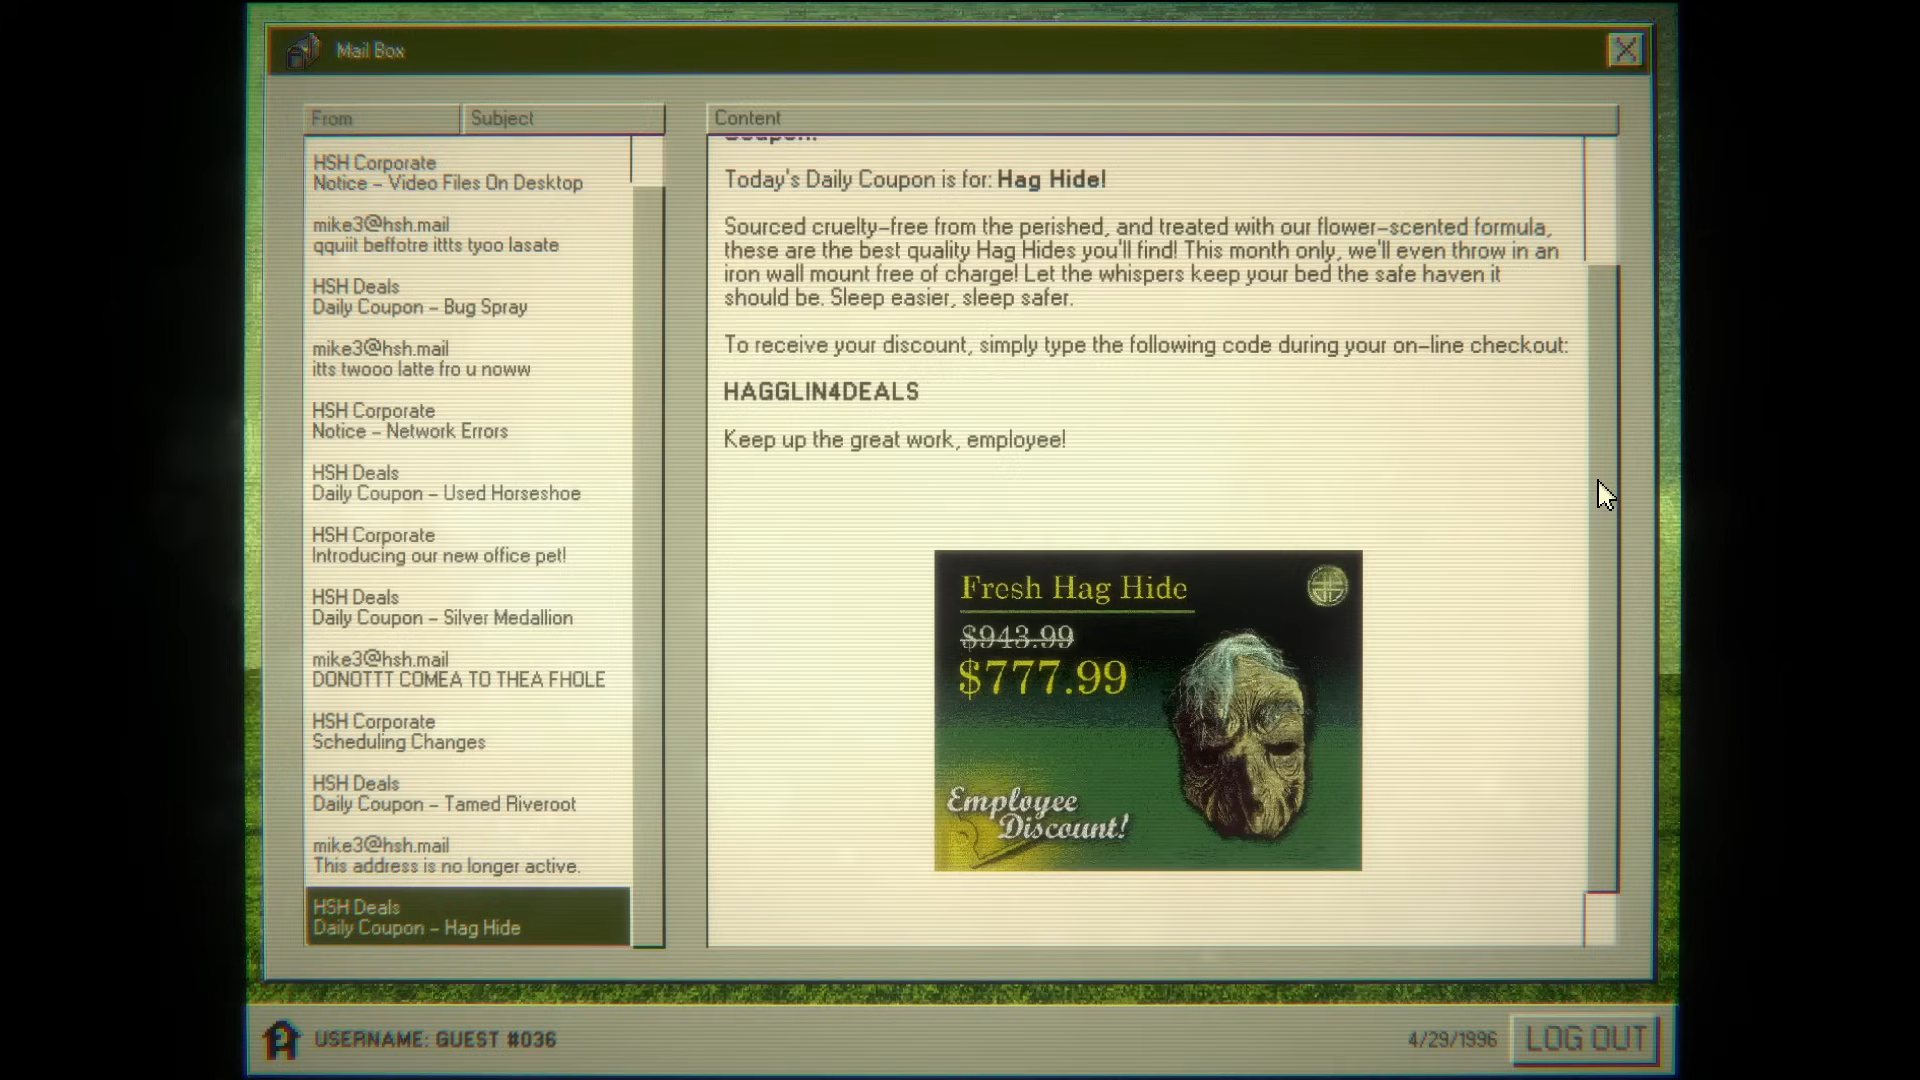 Mail Box
From
Subject
HSH Corporate
Notice – Video Files On Desktop
mike3@hsh.mail
qquiit beffotre ittts tyoo lasate
HSH Deals
Daily Coupon – Bug Spray
mike3@hsh.mail
itts twooo latte fro u noww
HSH Corporate
Notice – Network Errors
HSH Deals
Daily Coupon – Used Horseshoe
HSH Corporate
Introducing our new office pet!
HSH Deals
Daily Coupon – Silver Medallion
mike3@hsh.mail
DONOTTT COMEA TO THEA FHOLE
HSH Corporate
Scheduling Changes
HSH Deals
Daily Coupon – Tamed Riveroot
mike3@hsh.mail
This address is no longer active.
HSH Deals
Daily Coupon – Hag Hide
Content
Coupon!
Today's Daily Coupon is for: Hag Hide!
Sourced cruelty–free from the perished, and treated with our flower–scented formula,
these are the best quality Hag Hides you'll find! This month only, we'll even throw in an
iron wall mount free of charge! Let the whispers keep your bed the safe haven it
should be. Sleep easier, sleep safer.
To receive your discount, simply type the following code during your on–line checkout:
HAGGLIN4DEALS
Keep up the great work, employee!
Fresh Hag Hide
$943.99
$777.99
Employee
Discount!
USERNAME: GUEST #036
4/29/1996
LOG OUT